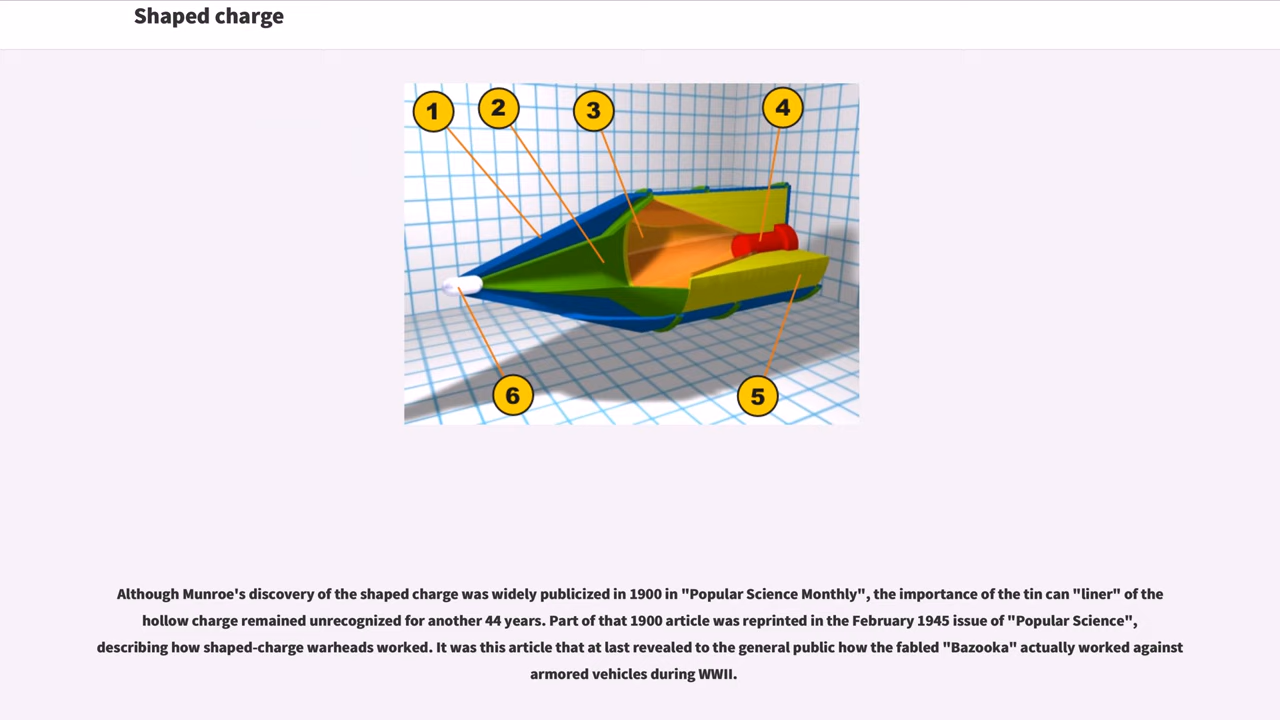 Shaped charge
1 2 3 4
6 5
Although Munroe's discovery of the shaped charge was widely publicized in 1900 in "Popular Science Monthly", the importance of the tin can "liner" of the
hollow charge remained unrecognized for another 44 years. Part of that 1900 article was reprinted in the February 1945 issue of "Popular Science",
describing how shaped-charge warheads worked. It was this article that at last revealed to the general public how the fabled "Bazooka" actually worked against
armored vehicles during WWII.